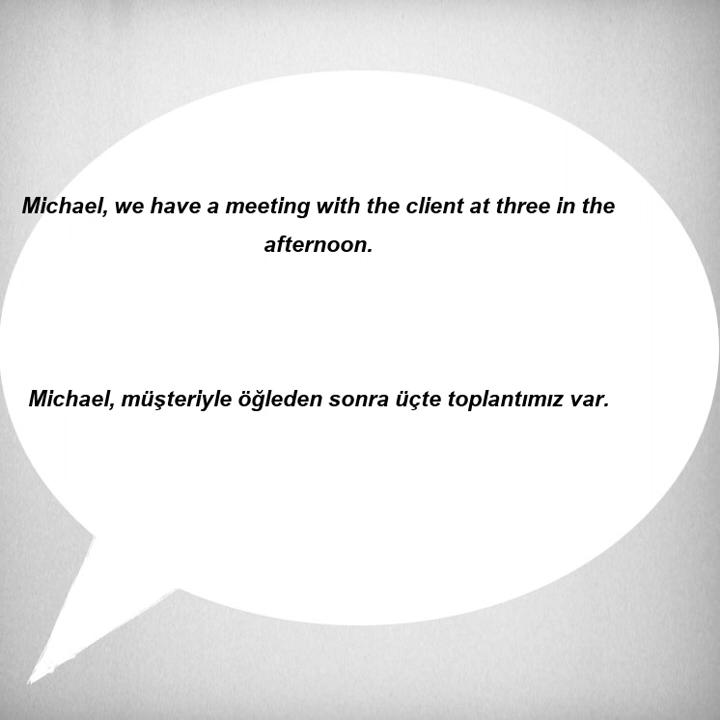 Michael, we have a meeting with the client at three in the
afternoon.
Michael, müşteriyle öğleden sonra üçte toplantımız var.